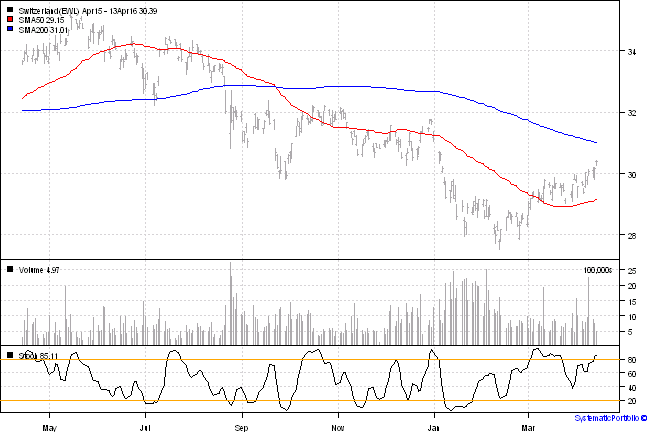 Switzerland(EWL) Apr15 - 13Apr16 30.39
SMA50 29.15
SMA200 31.01
34
32
30
28
Volume 4.97
100,000s
25
20
15
10
5
Stoch 85.11
80
60
40
20
May
Jul
Sep
Nov
Jan
Mar
SystematicPortfolio ©